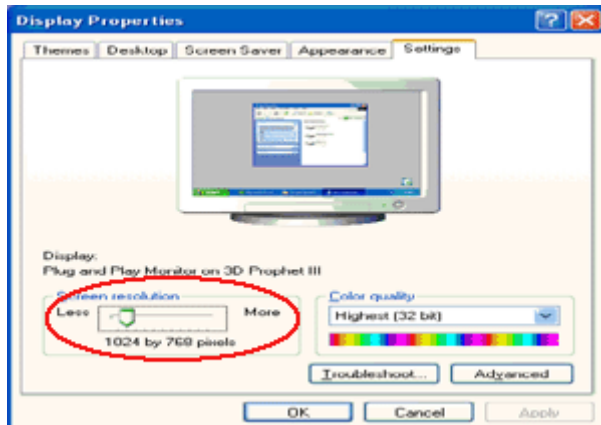 Display Properties
Themes Desktop Screen Saver Appearance Settings
Display:
Plug and Play Monitor on 3D Prophet III
Screen resolution
Less More
1024 by 768 pixels
Color quality
Highest (32 bit)
Troubleshoot... Advanced
OK Cancel Apply